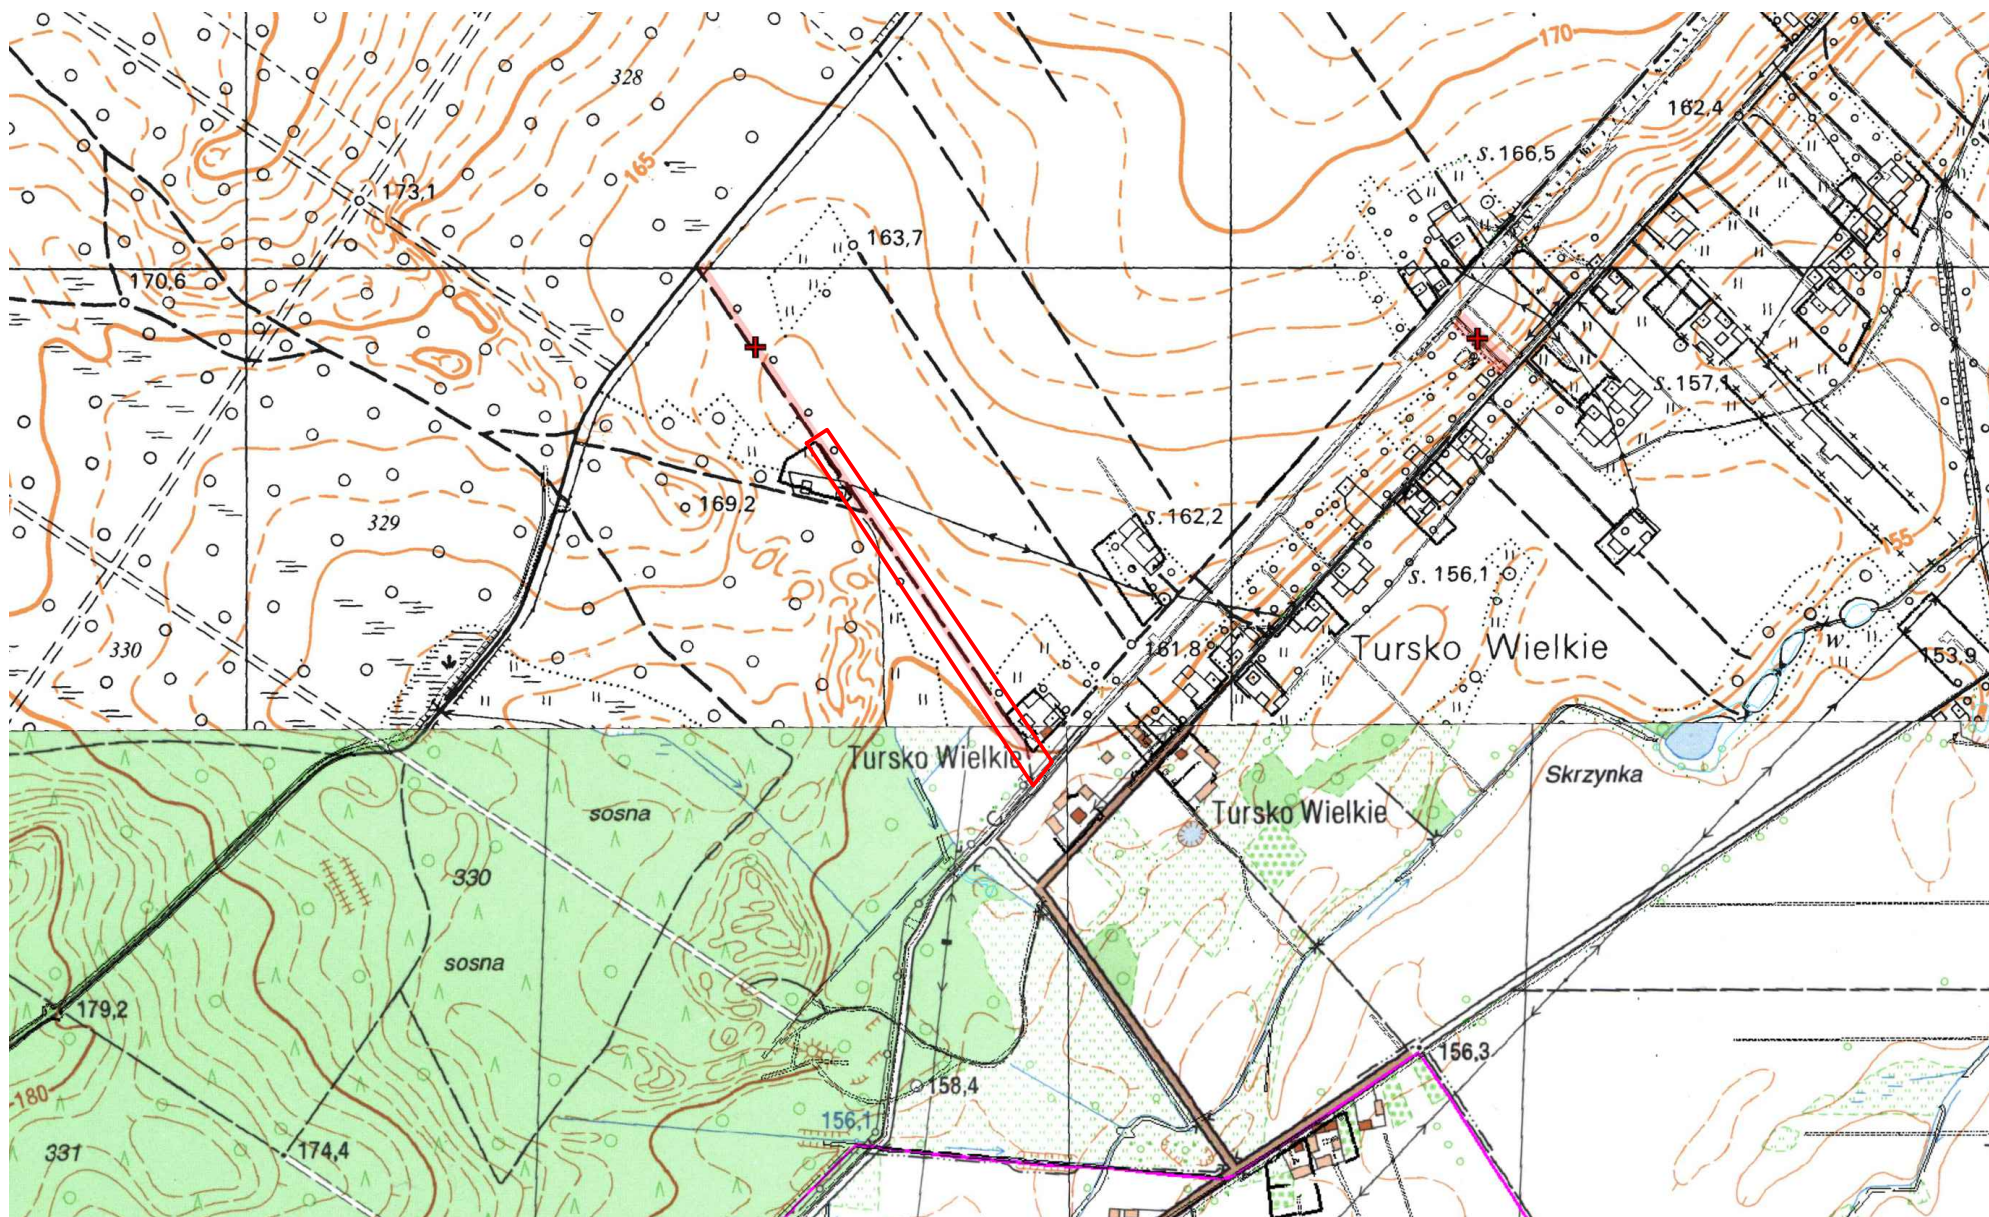 170
328
162,4
s.166,5
165
173,1
163,7
170,6
s.157,1
169,2
s.162,2
329
155
s. 156,1
330
161,8
Tursko Wielkie
W
153,9
Tursko Wielkie
Skrzynka
sosna
Tursko Wielkie
330
sosna
179,2
156,3
158,4
180
156,1
331
174,4